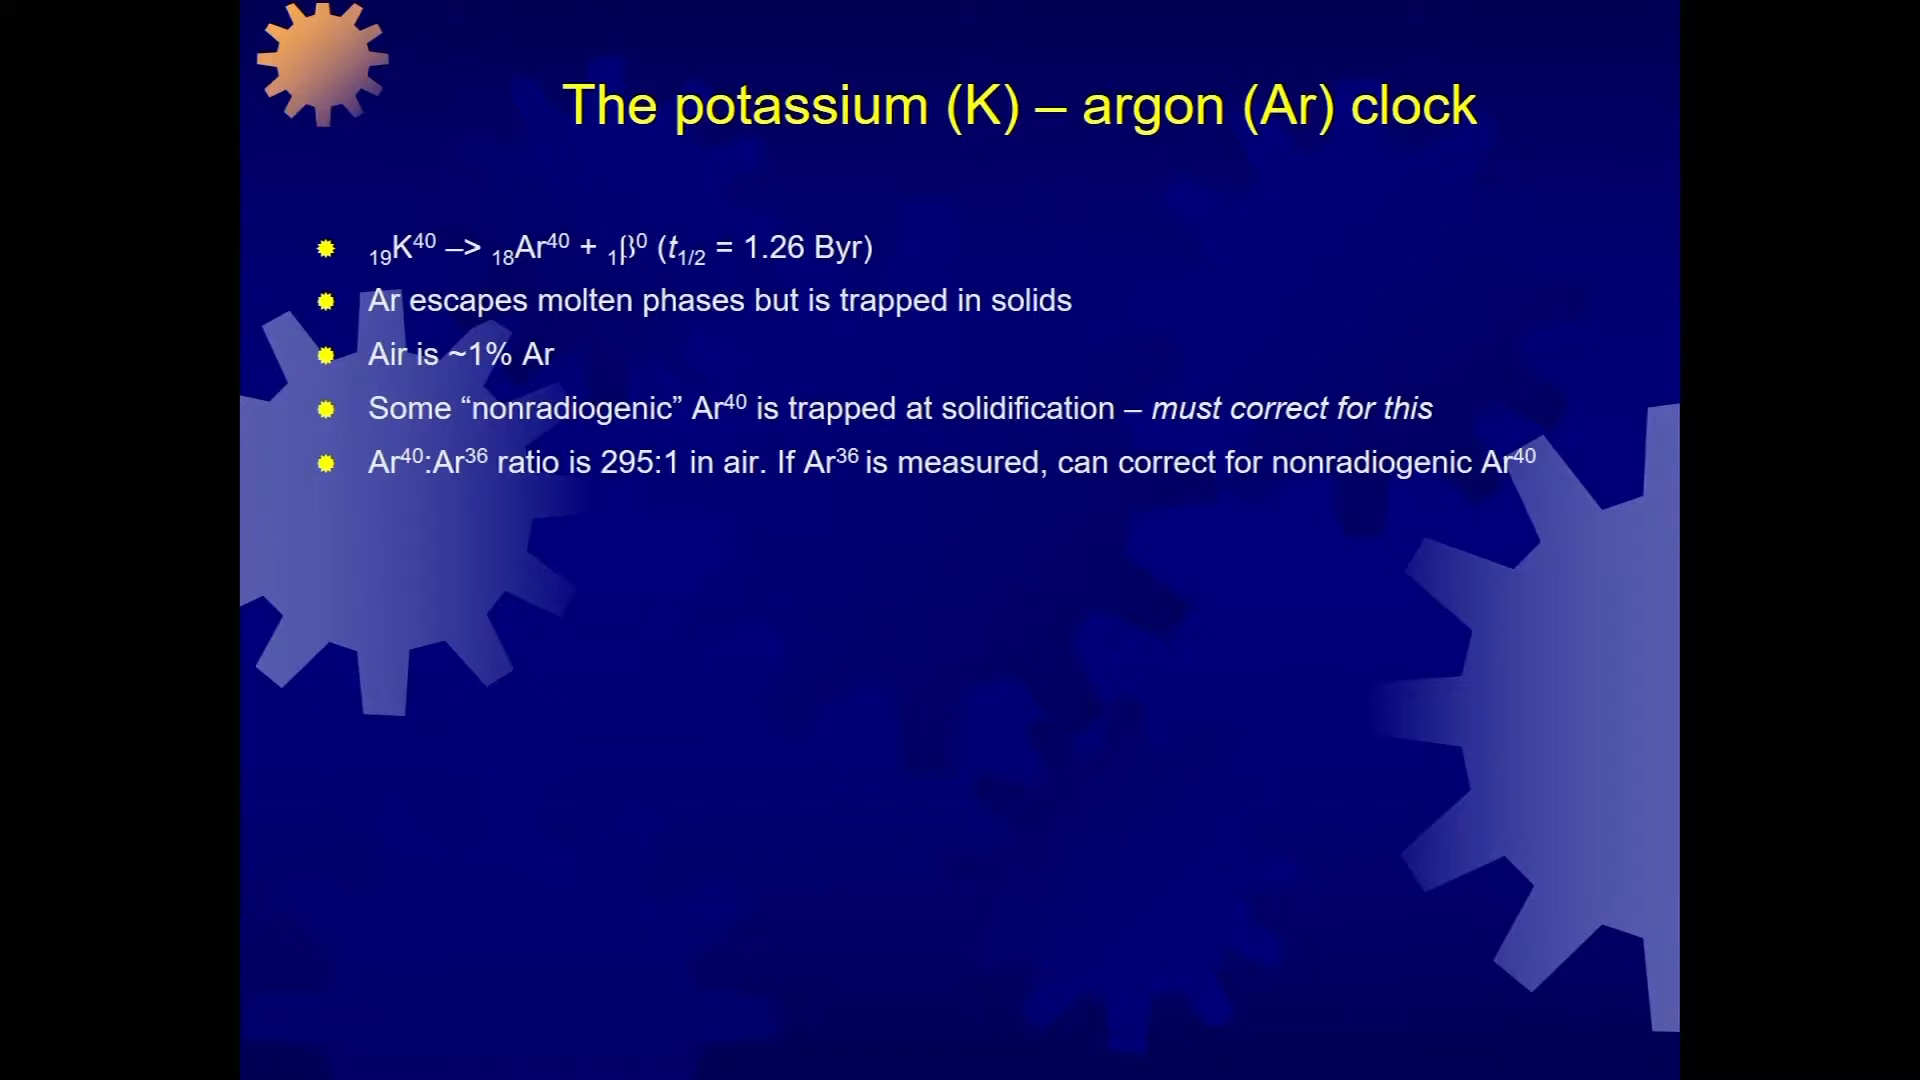 The potassium (K) – argon (Ar) clock
₁₉K⁴⁰ –> ₁₈Ar⁴⁰ + ₁β⁰ (t₁/₂ = 1.26 Byr)
Ar escapes molten phases but is trapped in solids
Air is ~1% Ar
Some “nonradiogenic” Ar⁴⁰ is trapped at solidification – must correct for this
Ar⁴⁰:Ar³⁶ ratio is 295:1 in air. If Ar³⁶ is measured, can correct for nonradiogenic Ar⁴⁰